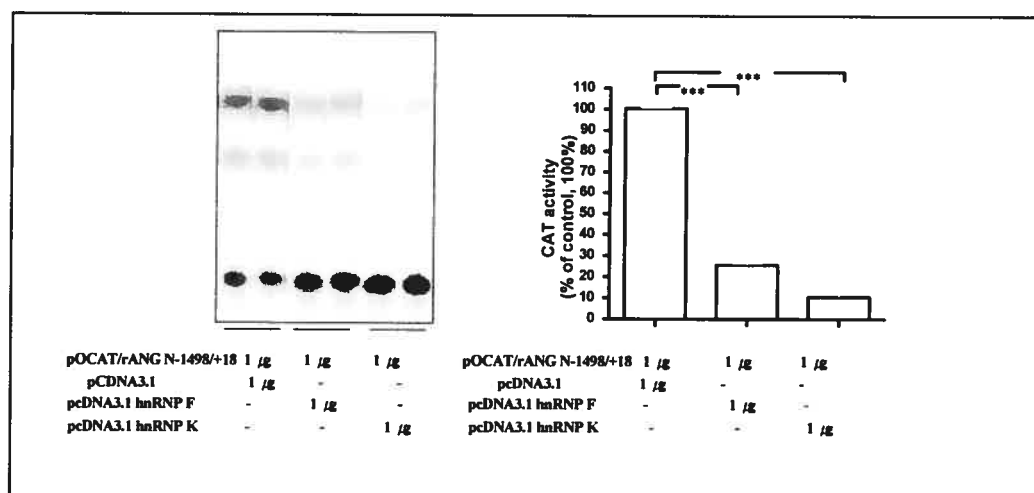 ***
***
110
100
90
80
70
60
50
40
30
20
10
0
CAT activity
(% of control, 100%)
pOCAT/rANG N-1498/+18 1 µg 1 µg 1 µg
pCDNA3.1 1 µg - -
pcDNA3.1 hnRNP F - 1 µg -
pcDNA3.1 hnRNP K - - 1 µg
pOCAT/rANG N-1498/+18 1 µg 1 µg 1 µg
pcDNA3.1 1 µg - -
pcDNA3.1 hnRNP F - 1 µg -
pcDNA3.1 hnRNP K - - 1 µg